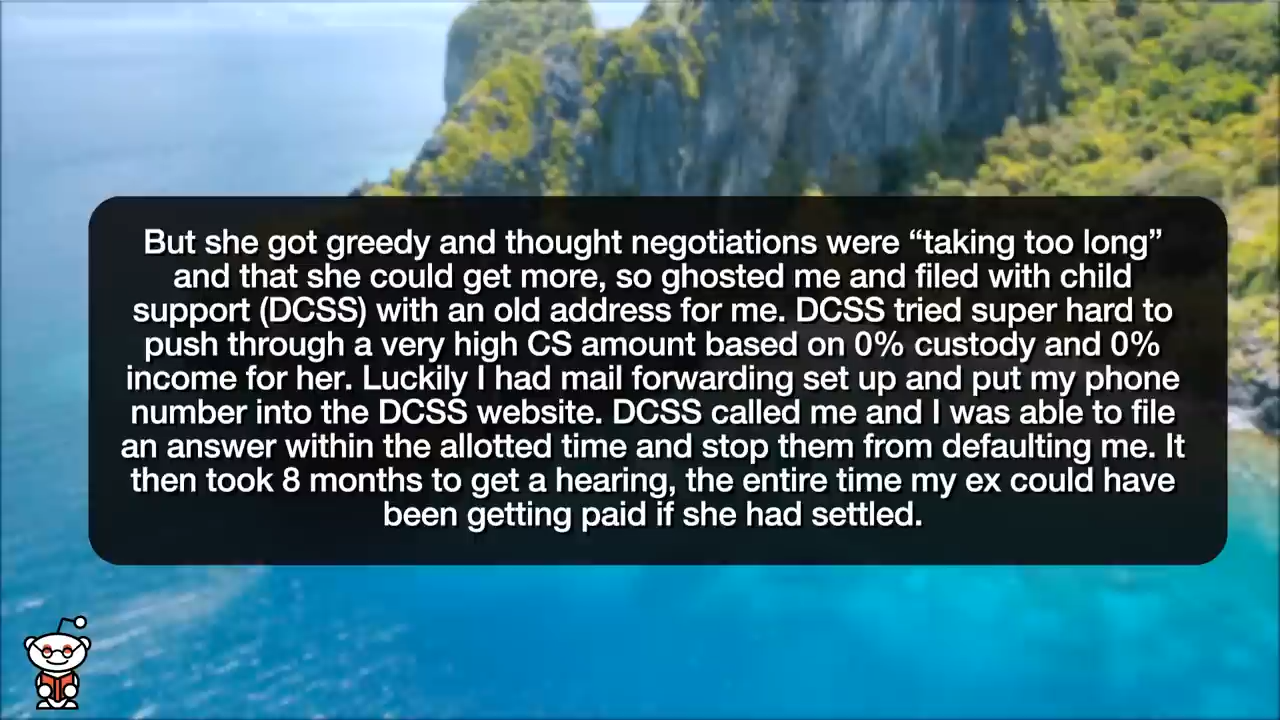 But she got greedy and thought negotiations were “taking too long”
and that she could get more, so ghosted me and filed with child
support (DCSS) with an old address for me. DCSS tried super hard to
push through a very high CS amount based on 0% custody and 0%
income for her. Luckily I had mail forwarding set up and put my phone
number into the DCSS website. DCSS called me and I was able to file
an answer within the allotted time and stop them from defaulting me. It
then took 8 months to get a hearing, the entire time my ex could have
been getting paid if she had settled.